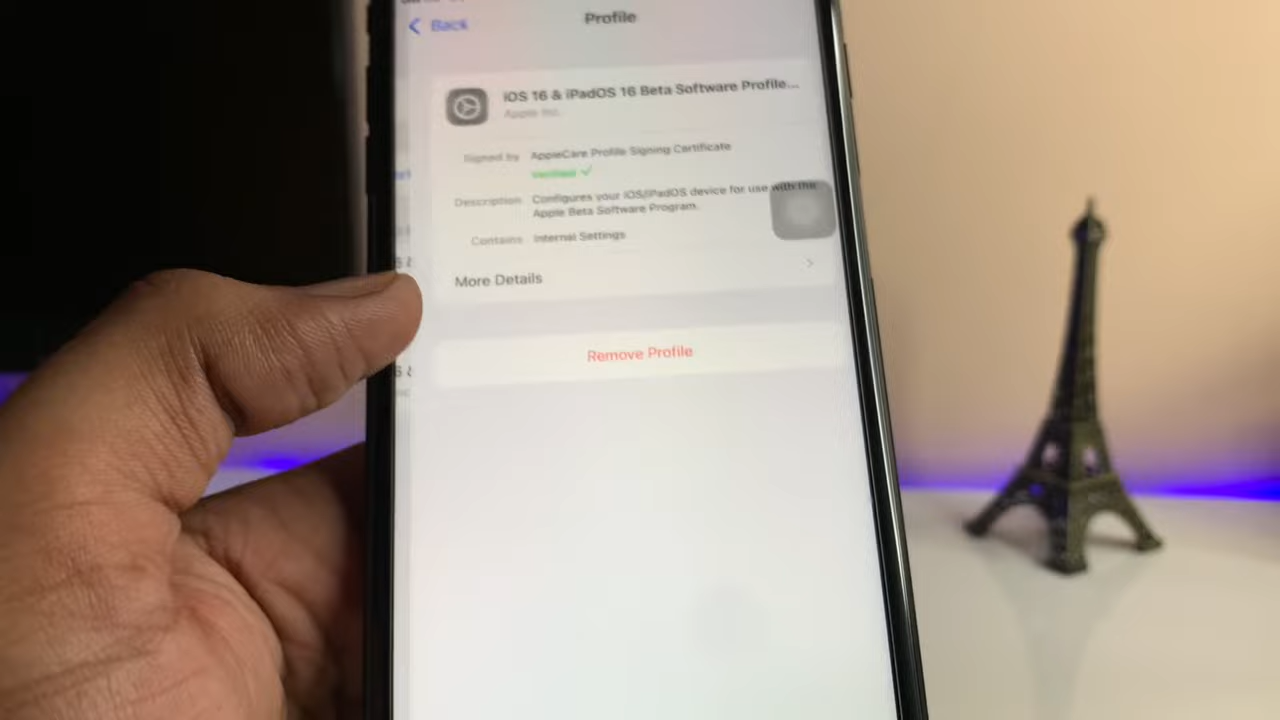 Back
Profile
iOS 16 & iPadOS 16 Beta Software Profile...
Apple Inc.
Signed by AppleCare Profile Signing Certificate
Verified ✓
Description Configures your iOS/iPadOS device for use with the
Apple Beta Software Program.
Contains Internal Settings
More Details
Remove Profile